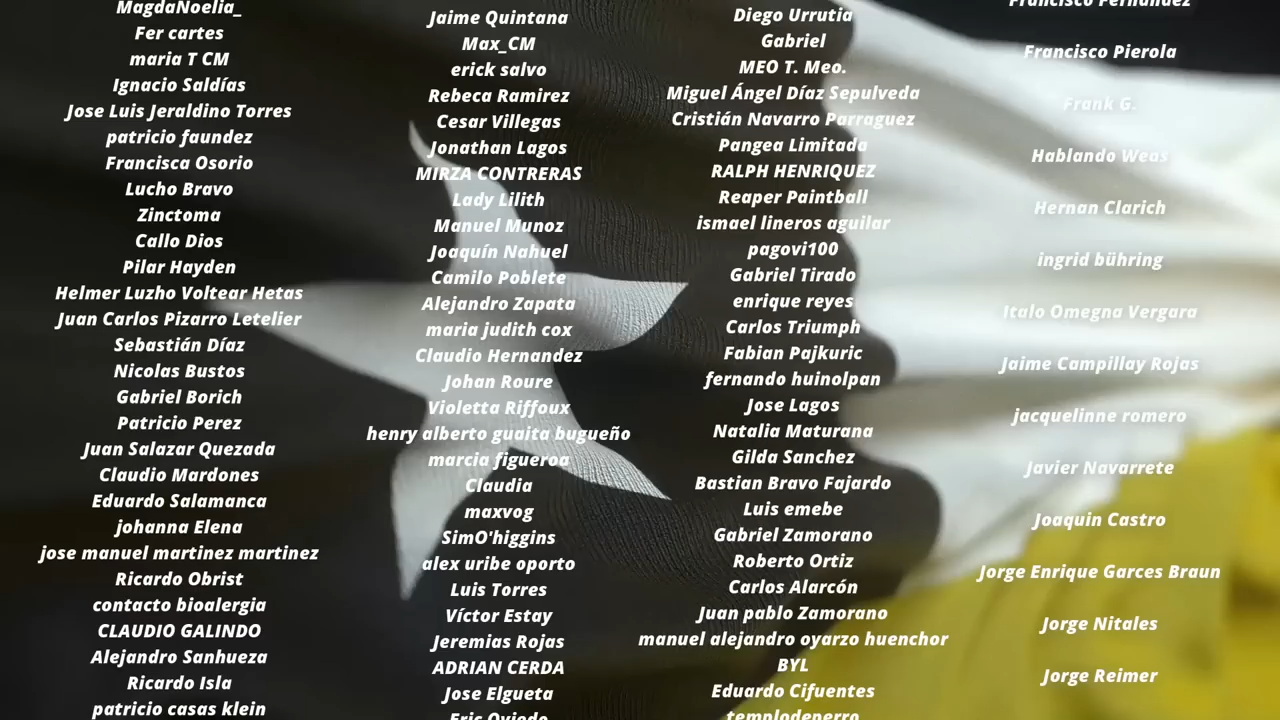 MagdaNoelia_
Fer cartes
maria T CM
Ignacio Saldías
Jose Luis Jeraldino Torres
patricio faundez
Francisca Osorio
Lucho Bravo
Zinctoma
Callo Dios
Pilar Hayden
Helmer Luzho Voltear Hetas
Juan Carlos Pizarro Letelier
Sebastián Díaz
Nicolas Bustos
Gabriel Borich
Patricio Perez
Juan Salazar Quezada
Claudio Mardones
Eduardo Salamanca
johanna Elena
jose manuel martinez martinez
Ricardo Obrist
contacto bioalergia
CLAUDIO GALINDO
Alejandro Sanhueza
Ricardo Isla
patricio casas klein
Jaime Quintana
Max_CM
erick salvo
Rebeca Ramirez
Cesar Villegas
Jonathan Lagos
MIRZA CONTRERAS
Lady Lilith
Manuel Munoz
Joaquín Nahuel
Camilo Poblete
Alejandro Zapata
maria judith cox
Claudio Hernandez
Johan Roure
Violetta Riffoux
henry alberto guaita bugueño
marcia figueroa
Claudia
maxvog
SimO'higgins
alex uribe oporto
Luis Torres
Víctor Estay
Jeremias Rojas
ADRIAN CERDA
Jose Elgueta
Eric Oviedo
Diego Urrutia
Gabriel
MEO T. Meo.
Miguel Ángel Díaz Sepulveda
Cristián Navarro Parraguez
Pangea Limitada
RALPH HENRIQUEZ
Reaper Paintball
ismael lineros aguilar
pagovi100
Gabriel Tirado
enrique reyes
Carlos Triumph
Fabian Pajkuric
fernando huinolpan
Jose Lagos
Natalia Maturana
Gilda Sanchez
Bastian Bravo Fajardo
Luis emebe
Gabriel Zamorano
Roberto Ortiz
Carlos Alarcón
Juan pablo Zamorano
manuel alejandro oyarzo huenchor
BYL
Eduardo Cifuentes
templodeperro
Francisco Fernandez
Francisco Pierola
Frank G.
Hablando Weas
Hernan Clarich
ingrid bühring
Italo Omegna Vergara
Jaime Campillay Rojas
jacquelinne romero
Javier Navarrete
Joaquin Castro
Jorge Enrique Garces Braun
Jorge Nitales
Jorge Reimer